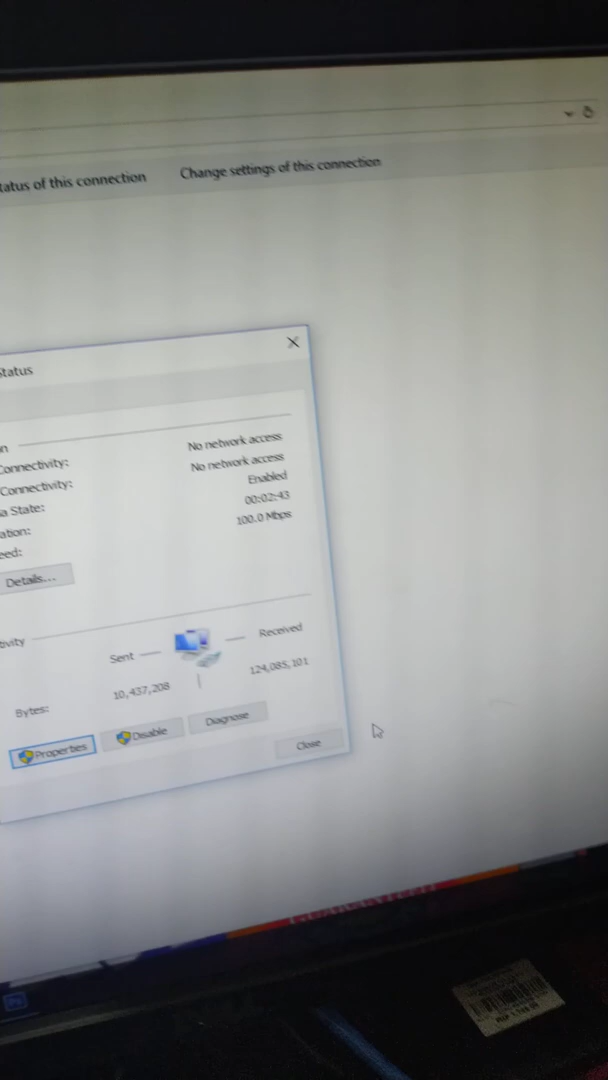 tatus of this connection Change settings of this connection
Status
n
Connectivity: No network access
Connectivity: No network access
a State: Enabled
ation: 00:02:43
eed: 100.0 Mbps
Details...
tivity
Sent Received
Bytes: 10,437,208 124,085,101
Properties Disable Diagnose
Close
Ps